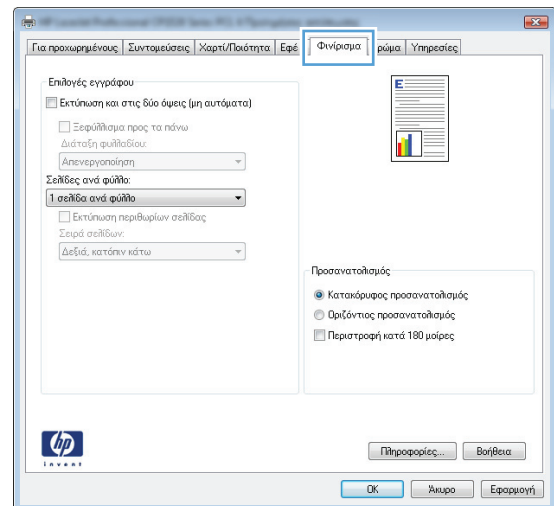 Για προχωρημένους Συντομεύσεις Χαρτί/Ποιότητα Εφέ Φινίρισμα ρώμα Υπηρεσίες
Επιλογές εγγράφου
Εκτύπωση και στις δύο όψεις (μη αυτόματα)
Ξεφύλλισμα προς τα πάνω
Διάταξη φυλλαδίου:
Απενεργοποίηση
Σελίδες ανά φύλλο:
1 σελίδα ανά φύλλο
Εκτύπωση περιθωρίων σελίδας
Σειρά σελίδων:
Δεξιά, κατόπιν κάτω
E
Προσανατολισμός
Κατακόρυφος προσανατολισμός
Οριζόντιος προσανατολισμός
Περιστροφή κατά 180 μοίρες
hp
invent
Πληροφορίες... Βοήθεια
OK Άκυρο Εφαρμογή